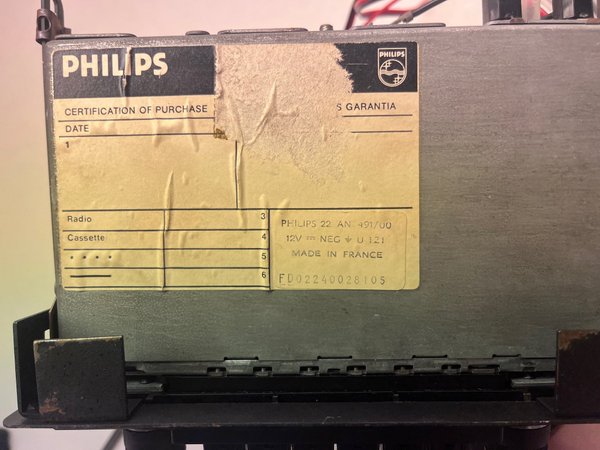 PHILIPS
PHILIPS
CERTIFICATION OF PURCHASE S GARANTIA
DATE
1
Radio 3
Cassette 4
5
6
PHILIPS 22 AN 491/00
12V NEG U 121
MADE IN FRANCE
FD02240028105